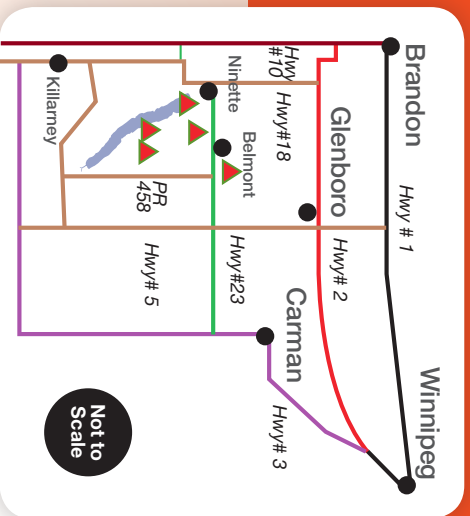 Brandon
Hwy # 1
Winnipeg
Hwy
#10
Hwy#18
Glenboro
Hwy# 2
Ninette
Belmont
Hwy#23
Carman
Hwy# 3
Killarney
PR
458
Hwy# 5
Not to
Scale